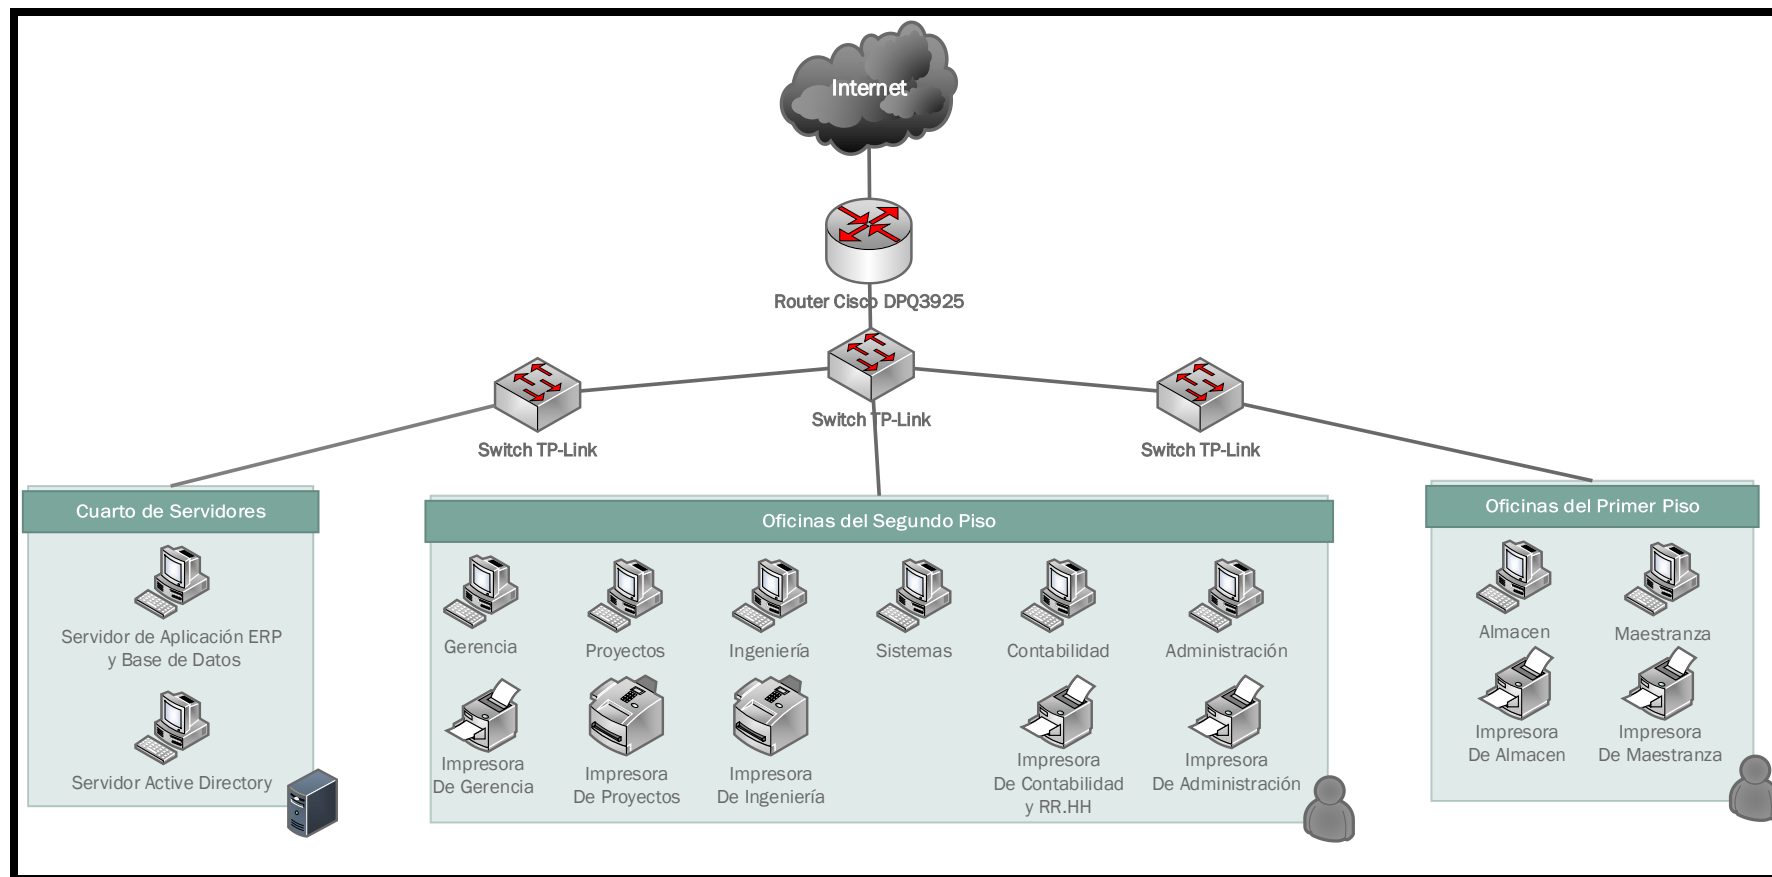 Internet
Router Cisco DPQ3925
Switch TP-Link
Switch TP-Link
Switch TP-Link
Cuarto de Servidores
Servidor de Aplicación ERP
y Base de Datos
Servidor Active Directory
Oficinas del Segundo Piso
Gerencia
Proyectos
Ingeniería
Sistemas
Contabilidad
Administración
Impresora
De Gerencia
Impresora
De Proyectos
Impresora
De Ingeniería
Impresora
De Contabilidad
y RR.HH
Impresora
De Administración
Oficinas del Primer Piso
Almacen
Maestranza
Impresora
De Almacen
Impresora
De Maestranza